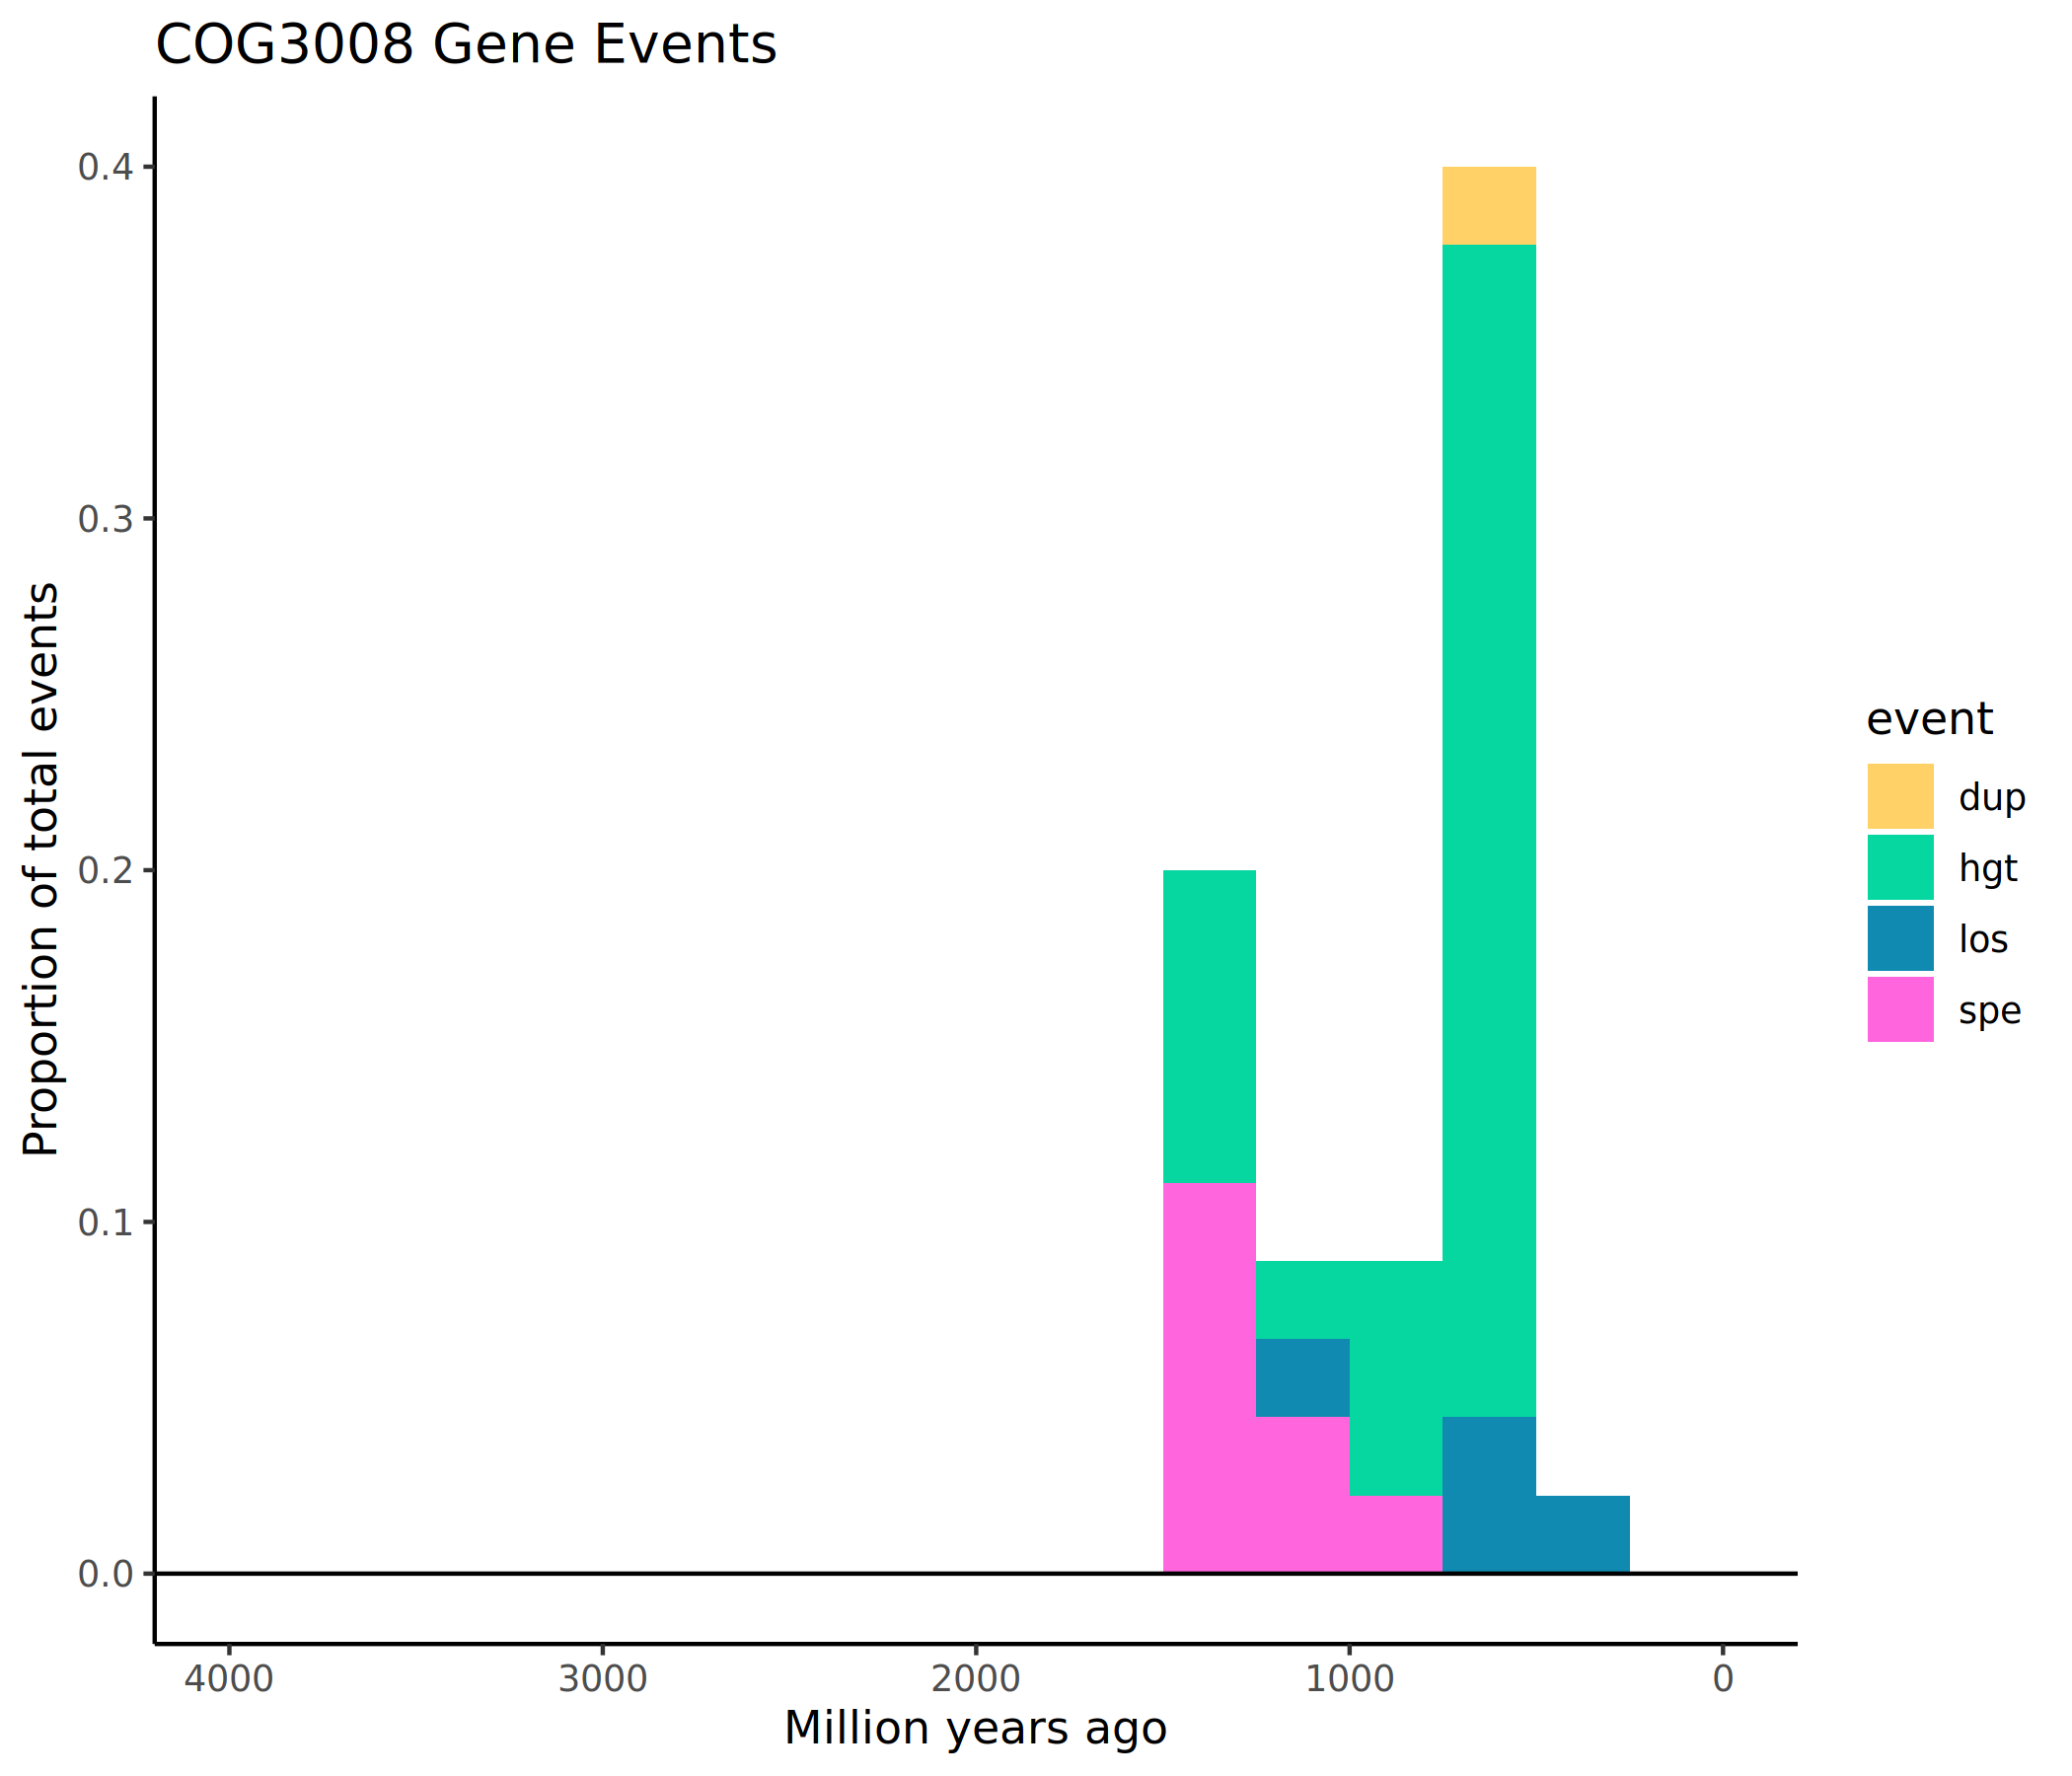 COG3008 Gene Events
Proportion of total events
0.4
0.3
0.2
0.1
0.0
4000 3000 2000 1000 0
Million years ago
event
dup
hgt
los
spe